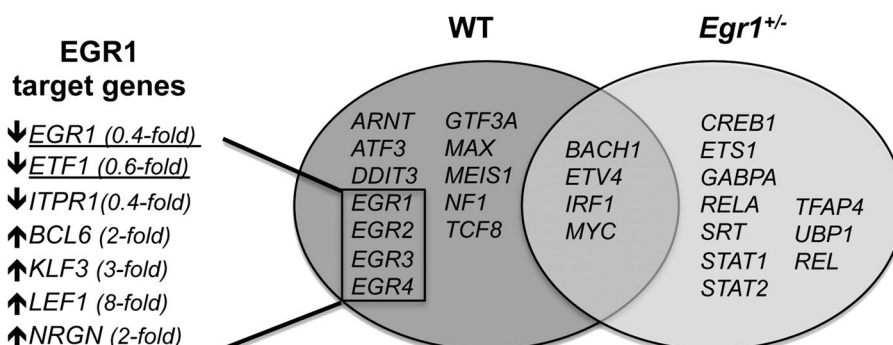 EGR1
target genes
↓EGR1 (0.4-fold)
↓ETF1 (0.6-fold)
↓ITPR1(0.4-fold)
↑BCL6 (2-fold)
↑KLF3 (3-fold)
↑LEF1 (8-fold)
↑NRGN (2-fold)
WT
ARNT GTF3A
ATF3 MAX
DDIT3 MEIS1
EGR1 NF1
EGR2 TCF8
EGR3
EGR4
BACH1
ETV4
IRF1
MYC
Egr1+/-
CREB1
ETS1
GABPA
RELA TFAP4
SRT UBP1
STAT1 REL
STAT2